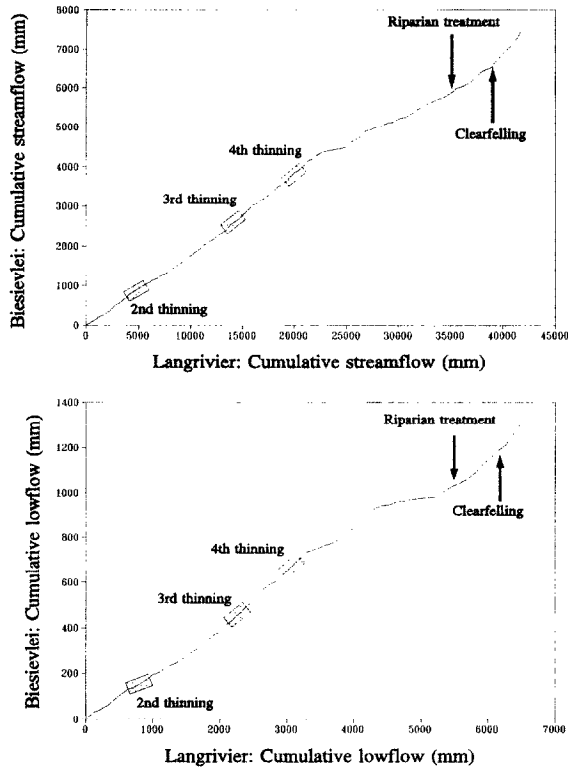 8000
7000
6000
5000
4000
3000
2000
1000
0
Biesievlei: Cumulative streamflow (mm)
Riparian treatment
Clearfelling
4th thinning
3rd thinning
2nd thinning
0 5000 10000 15000 20000 25000 30000 35000 40000 45000
Langrivier: Cumulative streamflow (mm)
1400
1200
1000
800
600
400
200
0
Biesievlei: Cumulative lowflow (mm)
Riparian treatment
Clearfelling
4th thinning
3rd thinning
2nd thinning
0 1000 2000 3000 4000 5000 6000 7000
Langrivier: Cumulative lowflow (mm)